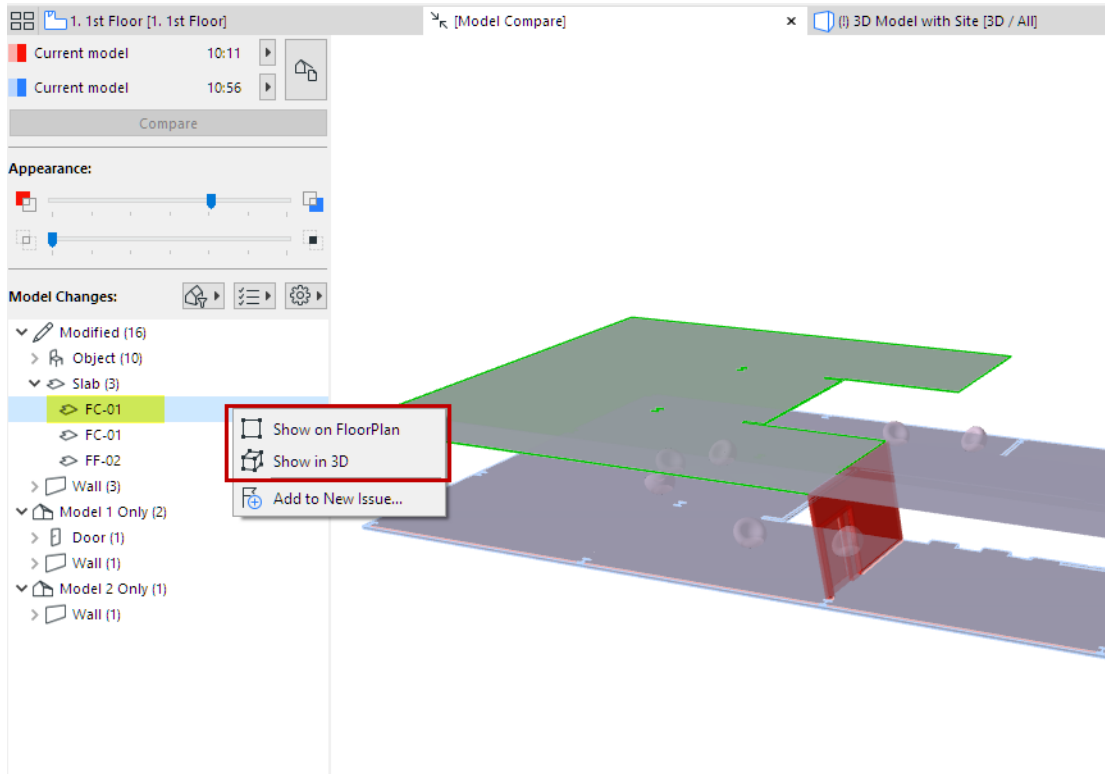 1. 1st Floor [1. 1st Floor]
[Model Compare]
(!) 3D Model with Site [3D / All]
Current model 10:11
Current model 10:56
Compare
Appearance:
Model Changes:
Modified (16)
Object (10)
Slab (3)
FC-01
FC-01
FF-02
Wall (3)
Model 1 Only (2)
Door (1)
Wall (1)
Model 2 Only (1)
Wall (1)
Show on FloorPlan
Show in 3D
Add to New Issue...